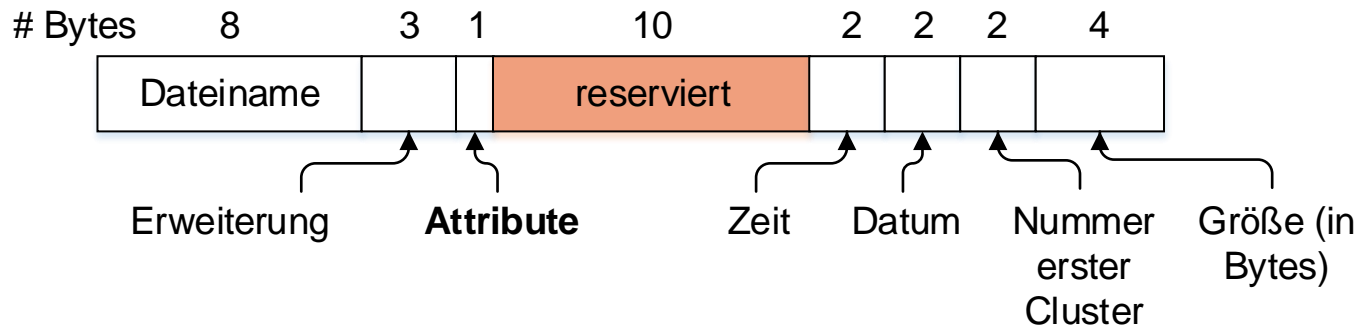 # Bytes 8 3 1 10 2 2 2 4
Dateiname reserviert
Erweiterung Attribute Zeit Datum Nummer Größe (in
erster Bytes)
Cluster